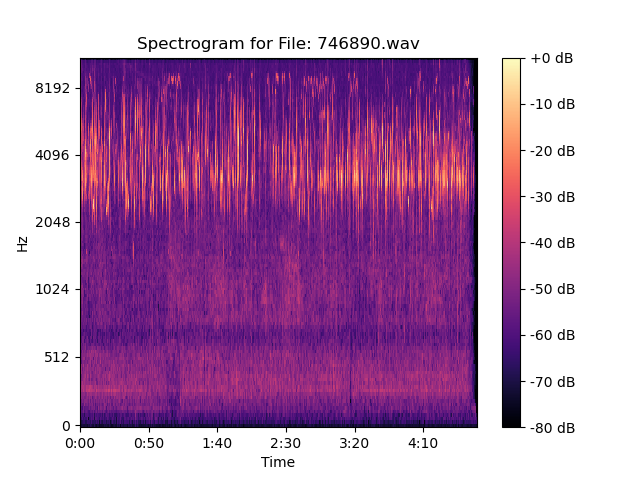 Spectrogram for File: 746890.wav
8192
4096
2048
1024
512
0
Hz
0:00 0:50 1:40 2:30 3:20 4:10
Time
+0 dB
-10 dB
-20 dB
-30 dB
-40 dB
-50 dB
-60 dB
-70 dB
-80 dB